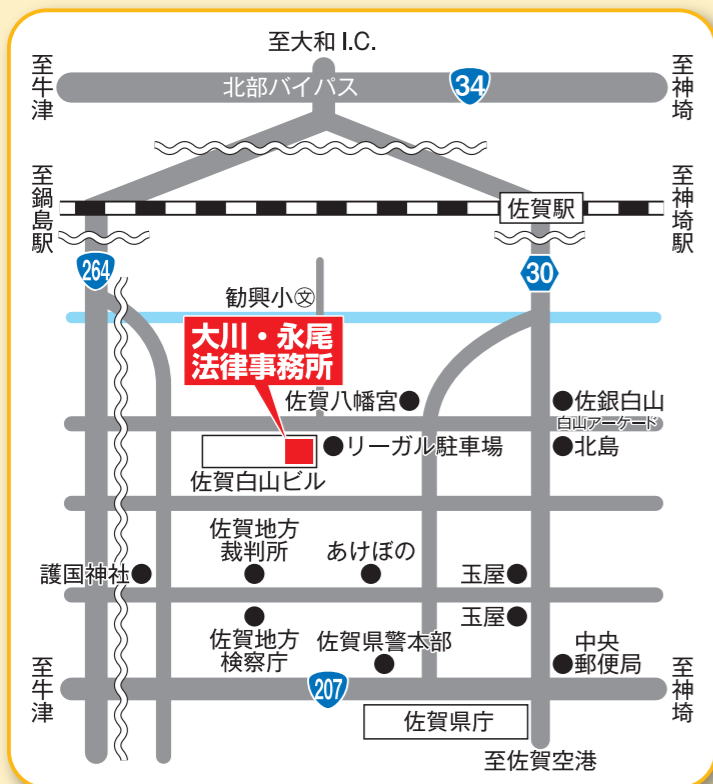 至大和 I.C.
至牛津
北部バイパス
34
至神埼
至鍋島駅
佐賀駅
至神埼駅
264
30
勧興小㊫
大川・永尾
法律事務所
佐賀八幡宮
佐銀白山
白山アーケード
リーガル駐車場
北島
佐賀白山ビル
佐賀地方
裁判所
あけぼの
護国神社
玉屋
玉屋
佐賀地方
検察庁
佐賀県警本部
中央
郵便局
至牛津
207
至神埼
佐賀県庁
至佐賀空港